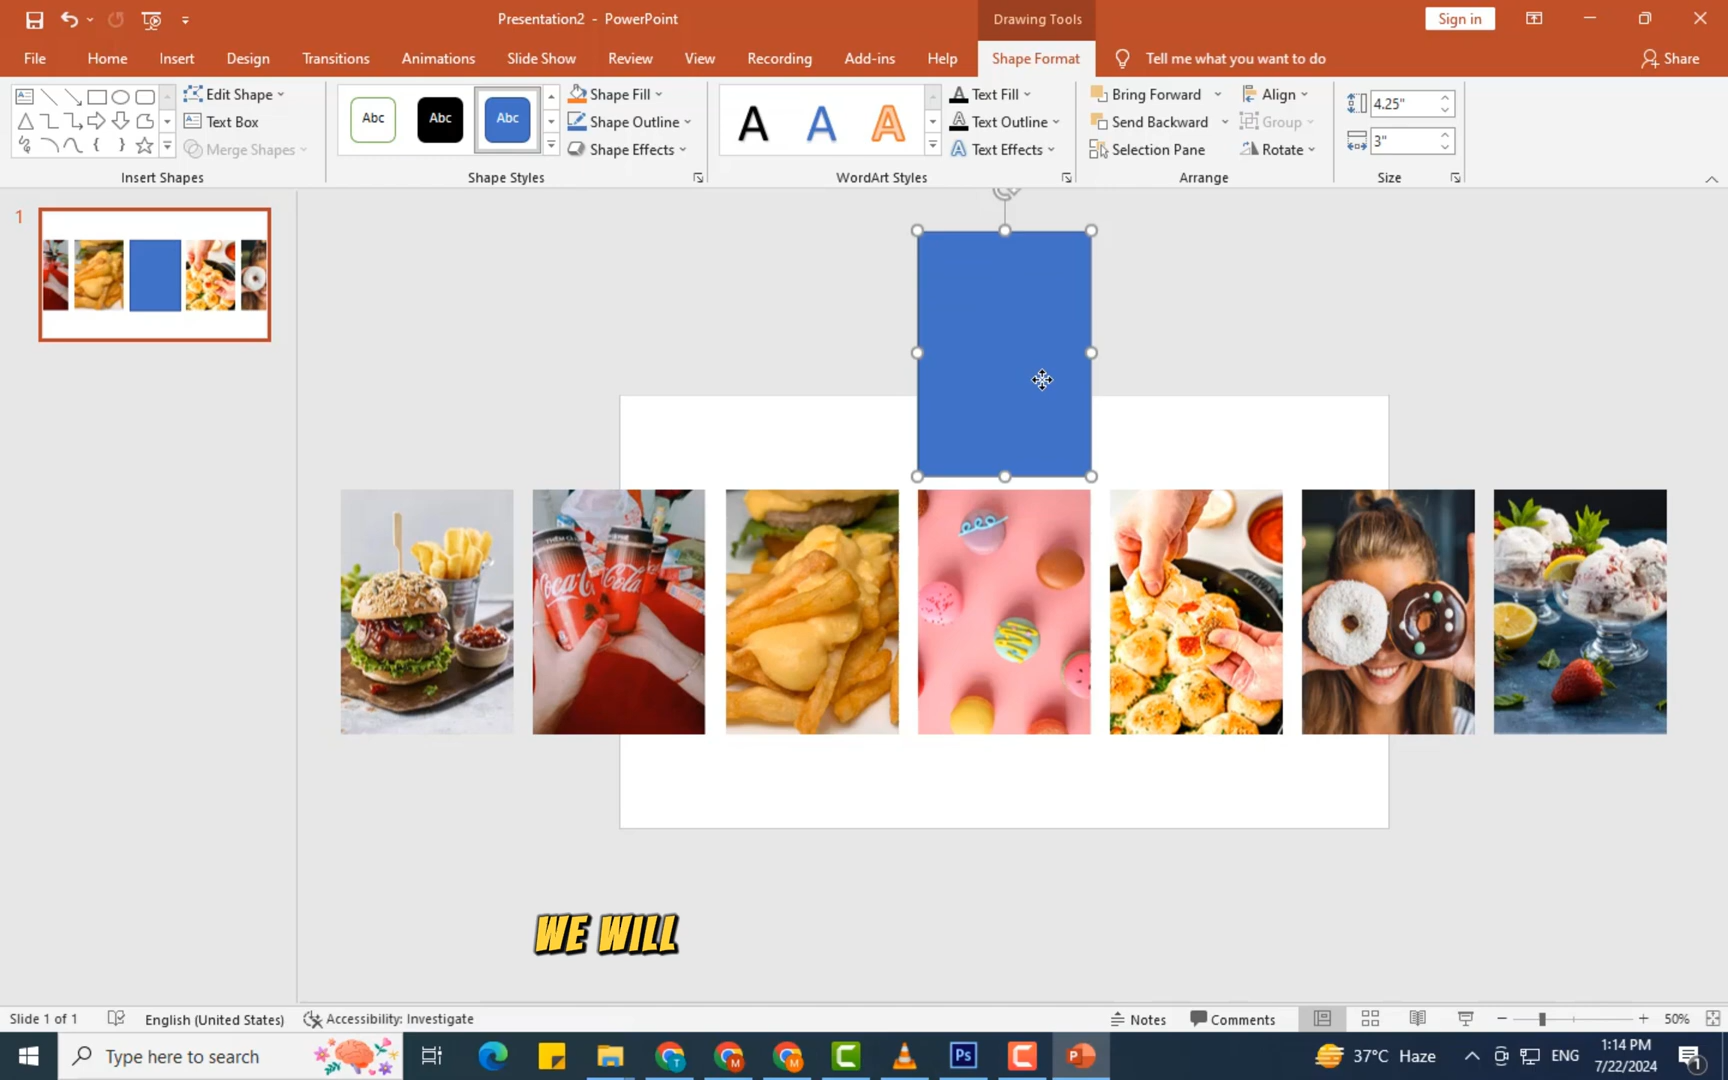 Presentation2 - PowerPoint
Drawing Tools
Sign in
File
Home
Insert
Design
Transitions
Animations
Slide Show
Review
View
Recording
Add-ins
Help
Shape Format
Tell me what you want to do
Share
Edit Shape
Text Box
Merge Shapes
Insert Shapes
Abc
Abc
Abc
Shape Fill
Shape Outline
Shape Effects
Shape Styles
A
A
A
Text Fill
Text Outline
Text Effects
WordArt Styles
Bring Forward
Send Backward
Selection Pane
Align
Group
Rotate
Arrange
4.25"
3"
Size
1
Coca-Cola
WE WILL
Slide 1 of 1
English (United States)
Accessibility: Investigate
Notes
Comments
50%
Type here to search
37°C Haze
ENG
1:14 PM
7/22/2024
1